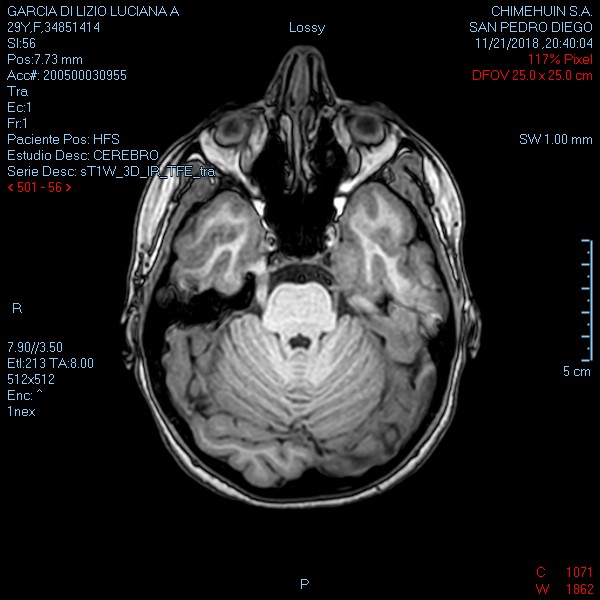 GARCIA DI LIZIO LUCIANA A
29Y,F,34851414
Sl:56
Pos:7.73 mm
Acc#: 200500030955
Tra
Ec:1
Fr:1
Paciente Pos: HFS
Estudio Desc: CEREBRO
Serie Desc: sT1W_3D_IR_TFE_tra
< 501 - 56 >
Lossy
CHIMEHUIN S.A.
SAN PEDRO DIEGO
11/21/2018 ,20:40:04
117% Pixel
DFOV 25.0 x 25.0 cm
SW 1.00 mm
R
7.90//3.50
Etl:213 TA:8.00
512x512
Enc: ^
1nex
5 cm
P
C 1071
W 1862